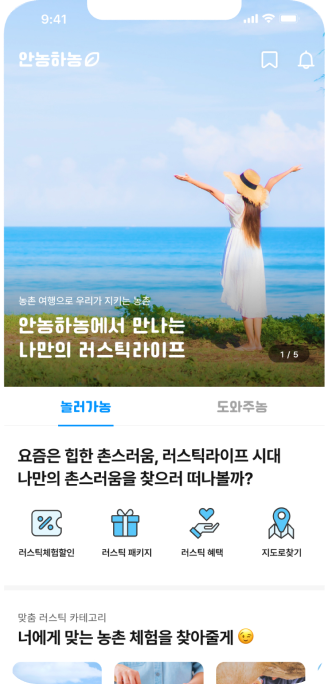 9:41
안농하농
농촌 여행으로 우리가 지키는 농촌
안농하농에서 만나는
나만의 러스틱라이프
1 / 5
놀러가농 도와주농
요즘은 힙한 촌스러움, 러스틱라이프 시대
나만의 촌스러움을 찾으러 떠나볼까?
러스틱체험할인 러스틱 패키지 러스틱 혜택 지도로찾기
맞춤 러스틱 카테고리
너에게 맞는 농촌 체험을 찾아줄게 😉